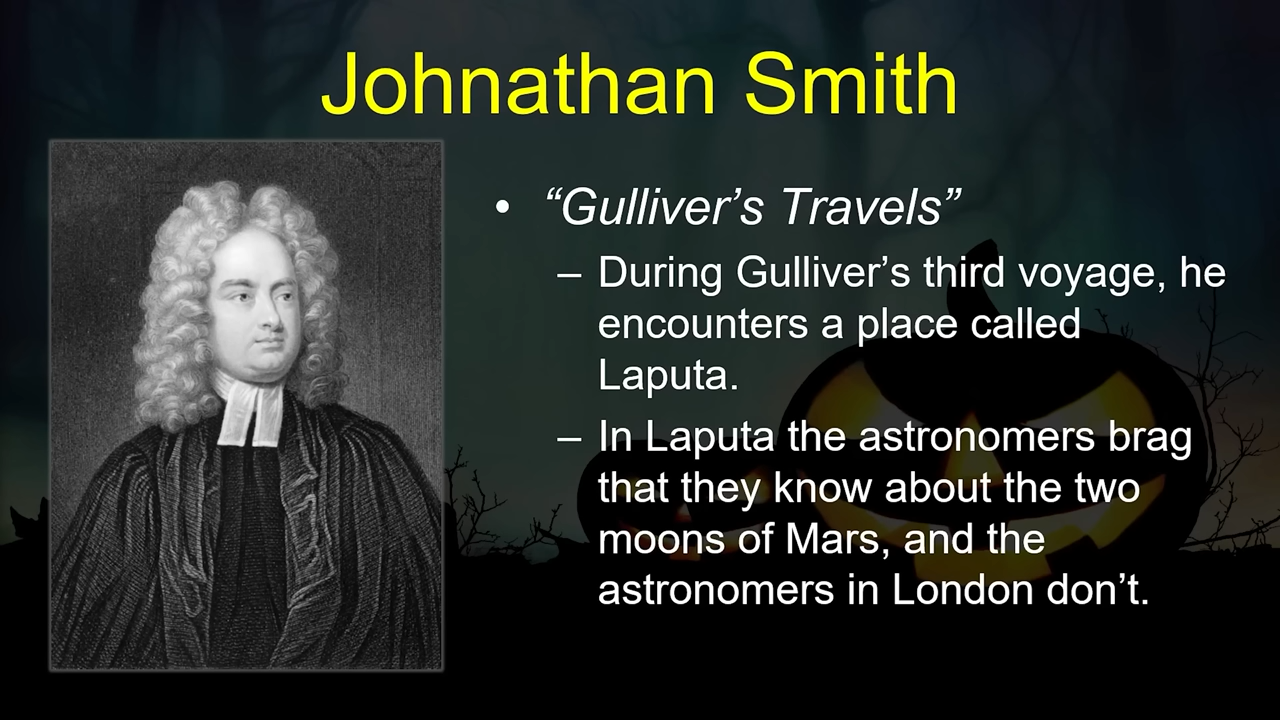 Johnathan Smith
• “Gulliver’s Travels”
– During Gulliver’s third voyage, he
encounters a place called
Laputa.
– In Laputa the astronomers brag
that they know about the two
moons of Mars, and the
astronomers in London don’t.